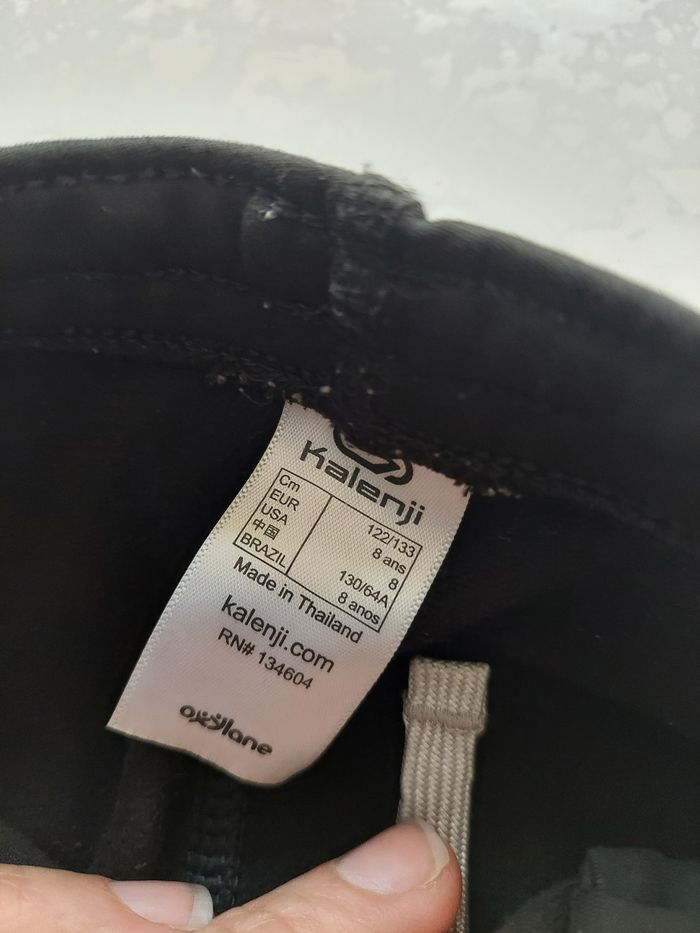 kalenji
Cm 122/133
EUR 8 ans
USA 8
中国 130/64A
BRAZIL 8 anos
Made in Thailand
kalenji.com
RN# 134604
oxylane